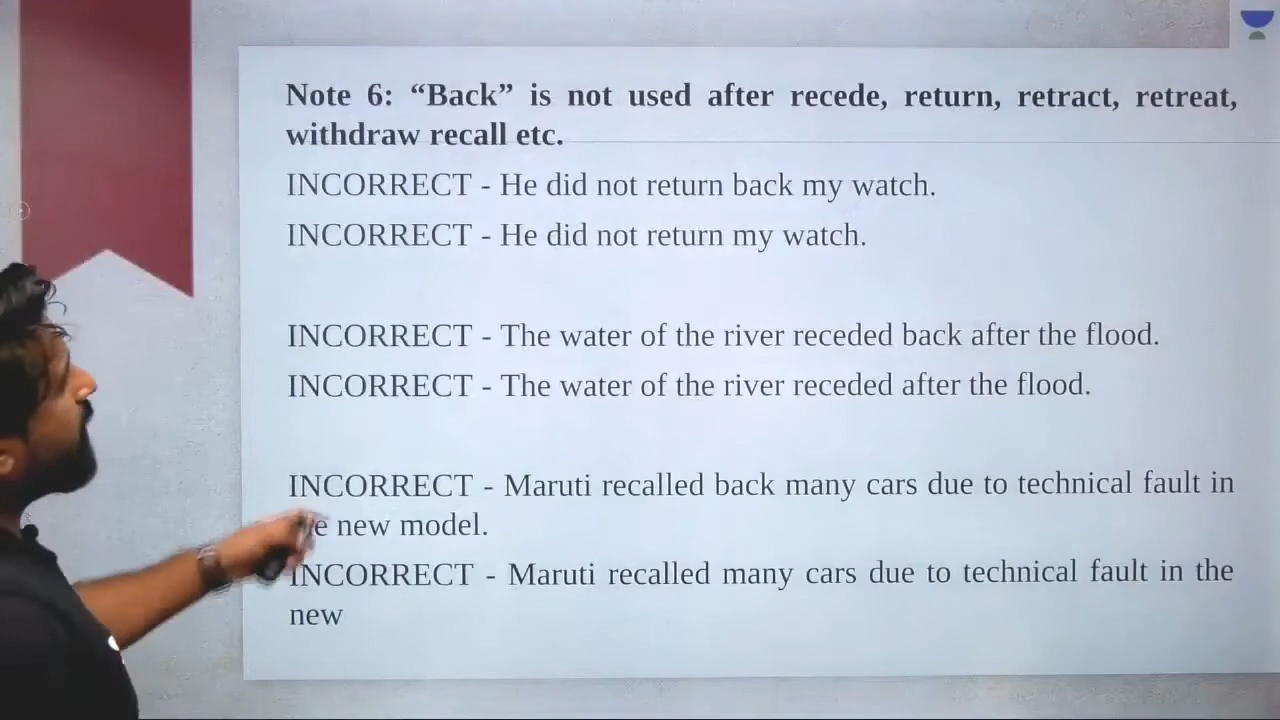 Note 6: “Back” is not used after recede, return, retract, retreat,
withdraw recall etc.
INCORRECT - He did not return back my watch.
INCORRECT - He did not return my watch.
INCORRECT - The water of the river receded back after the flood.
INCORRECT - The water of the river receded after the flood.
INCORRECT - Maruti recalled back many cars due to technical fault in
new model.
INCORRECT - Maruti recalled many cars due to technical fault in the
new